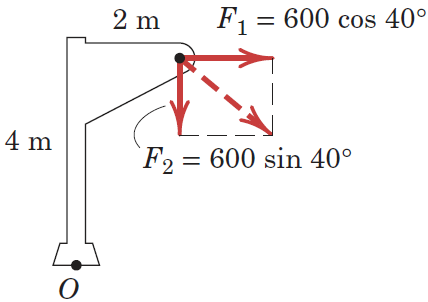 2 m
F₁ = 600 cos 40°
4 m
F₂ = 600 sin 40°
O